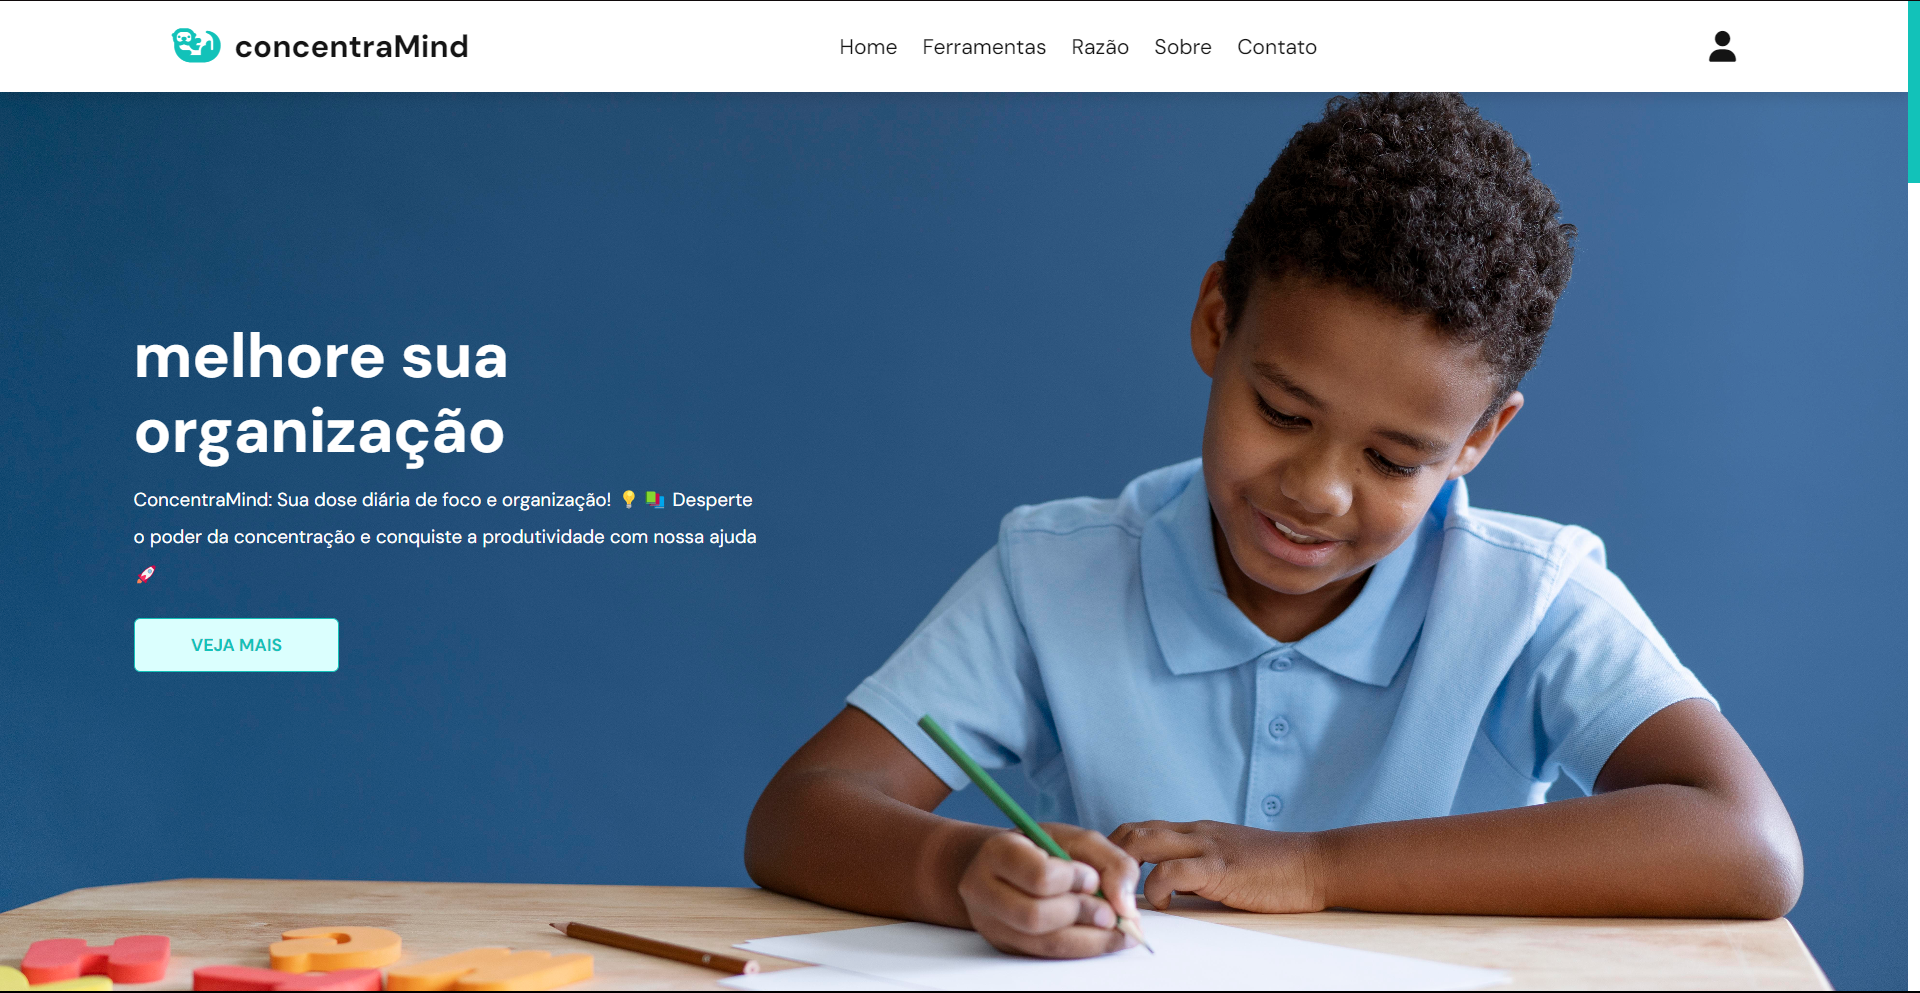 concentraMind
Home Ferramentas Razão Sobre Contato
melhore sua
organização
ConcentraMind: Sua dose diária de foco e organização! 💡 📚 Desperte
o poder da concentração e conquiste a produtividade com nossa ajuda
🚀
VEJA MAIS